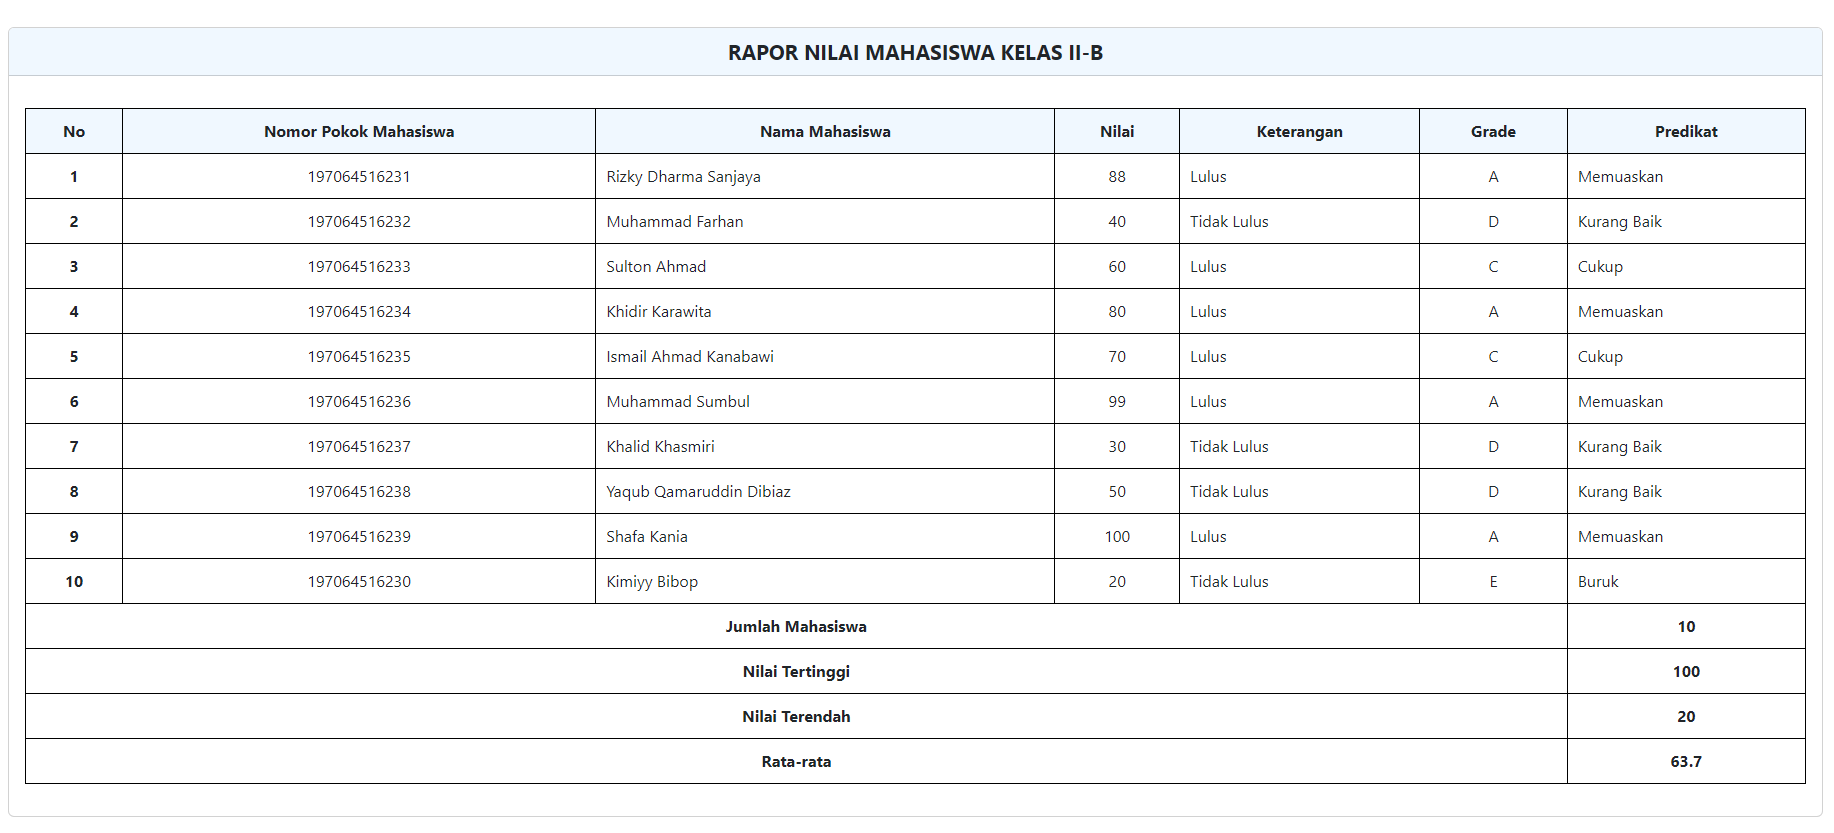 RAPOR NILAI MAHASISWA KELAS II-B
No Nomor Pokok Mahasiswa Nama Mahasiswa Nilai Keterangan Grade Predikat
1 197064516231 Rizky Dharma Sanjaya 88 Lulus A Memuaskan
2 197064516232 Muhammad Farhan 40 Tidak Lulus D Kurang Baik
3 197064516233 Sulton Ahmad 60 Lulus C Cukup
4 197064516234 Khidir Karawita 80 Lulus A Memuaskan
5 197064516235 Ismail Ahmad Kanabawi 70 Lulus C Cukup
6 197064516236 Muhammad Sumbul 99 Lulus A Memuaskan
7 197064516237 Khalid Khasmiri 30 Tidak Lulus D Kurang Baik
8 197064516238 Yaqub Qamaruddin Dibiaz 50 Tidak Lulus D Kurang Baik
9 197064516239 Shafa Kania 100 Lulus A Memuaskan
10 197064516230 Kimiyy Bibop 20 Tidak Lulus E Buruk
Jumlah Mahasiswa 10
Nilai Tertinggi 100
Nilai Terendah 20
Rata-rata 63.7